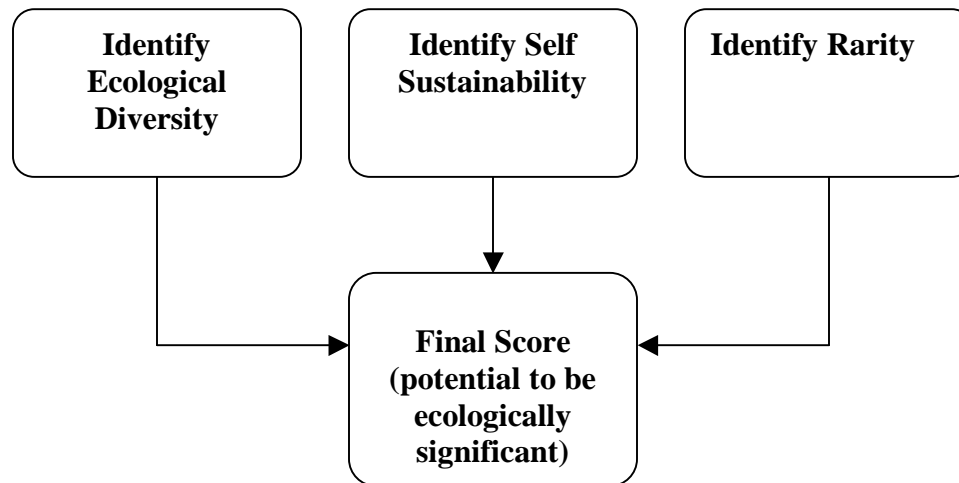 Identify
Ecological
Diversity
Identify Self
Sustainability
Identify Rarity
Final Score
(potential to be
ecologically
significant)